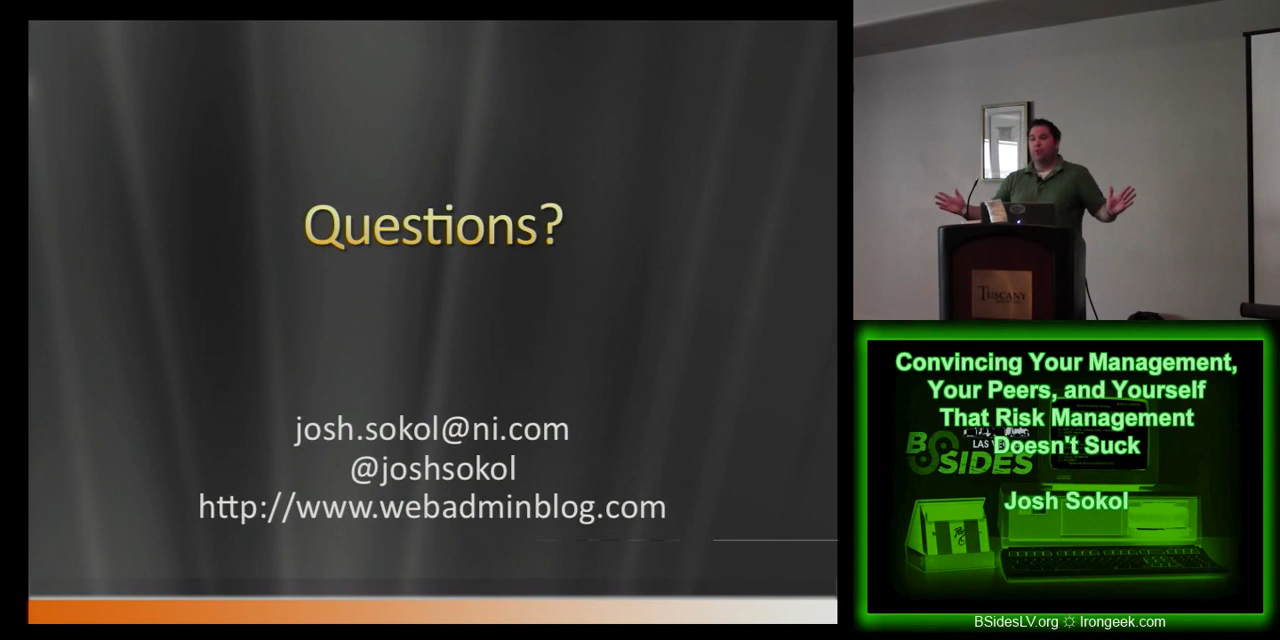 Questions?
josh.sokol@ni.com
@joshsokol
http://www.webadminblog.com
TUSCANY
Convincing Your Management,
Your Peers, and Yourself
That Risk Management
Doesn't Suck
LAS
BSIDES
Josh Sokol
BSidesLV.org ☼ Irongeek.com